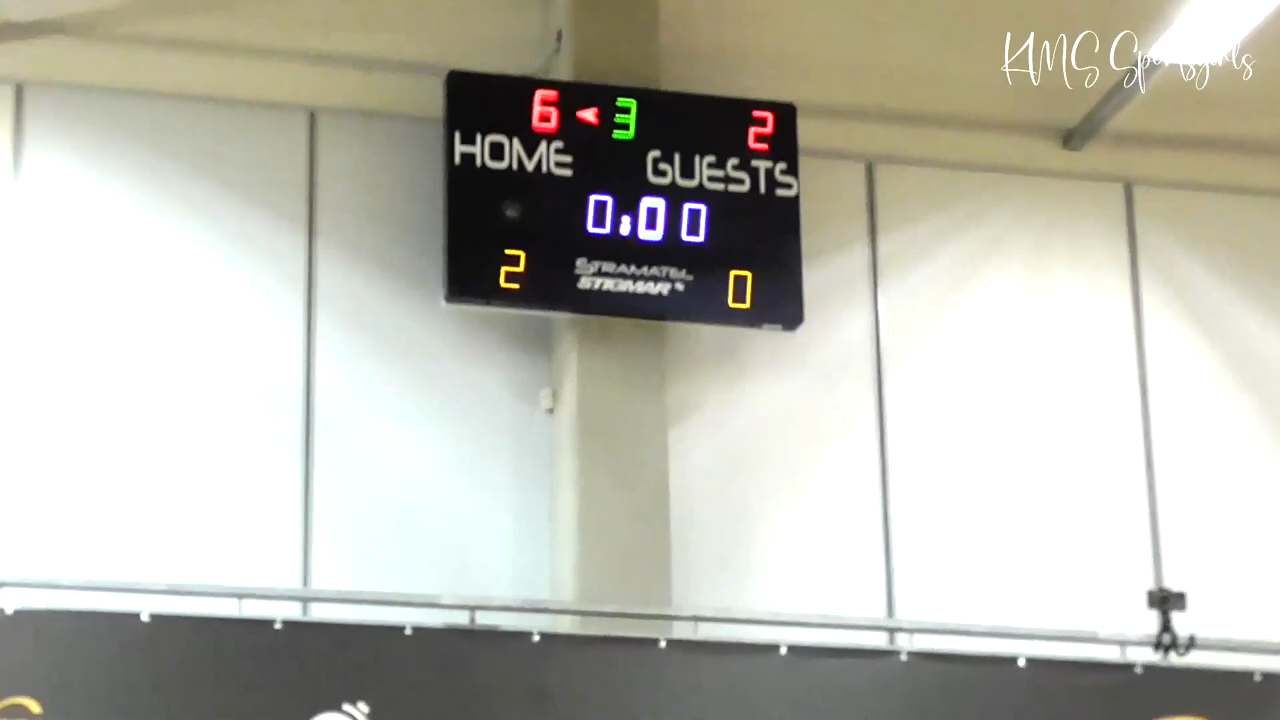 KMS Sportsgirls
6 3 2
HOME GUESTS
0:00
2 0
STRAMATEL
STIGMAR